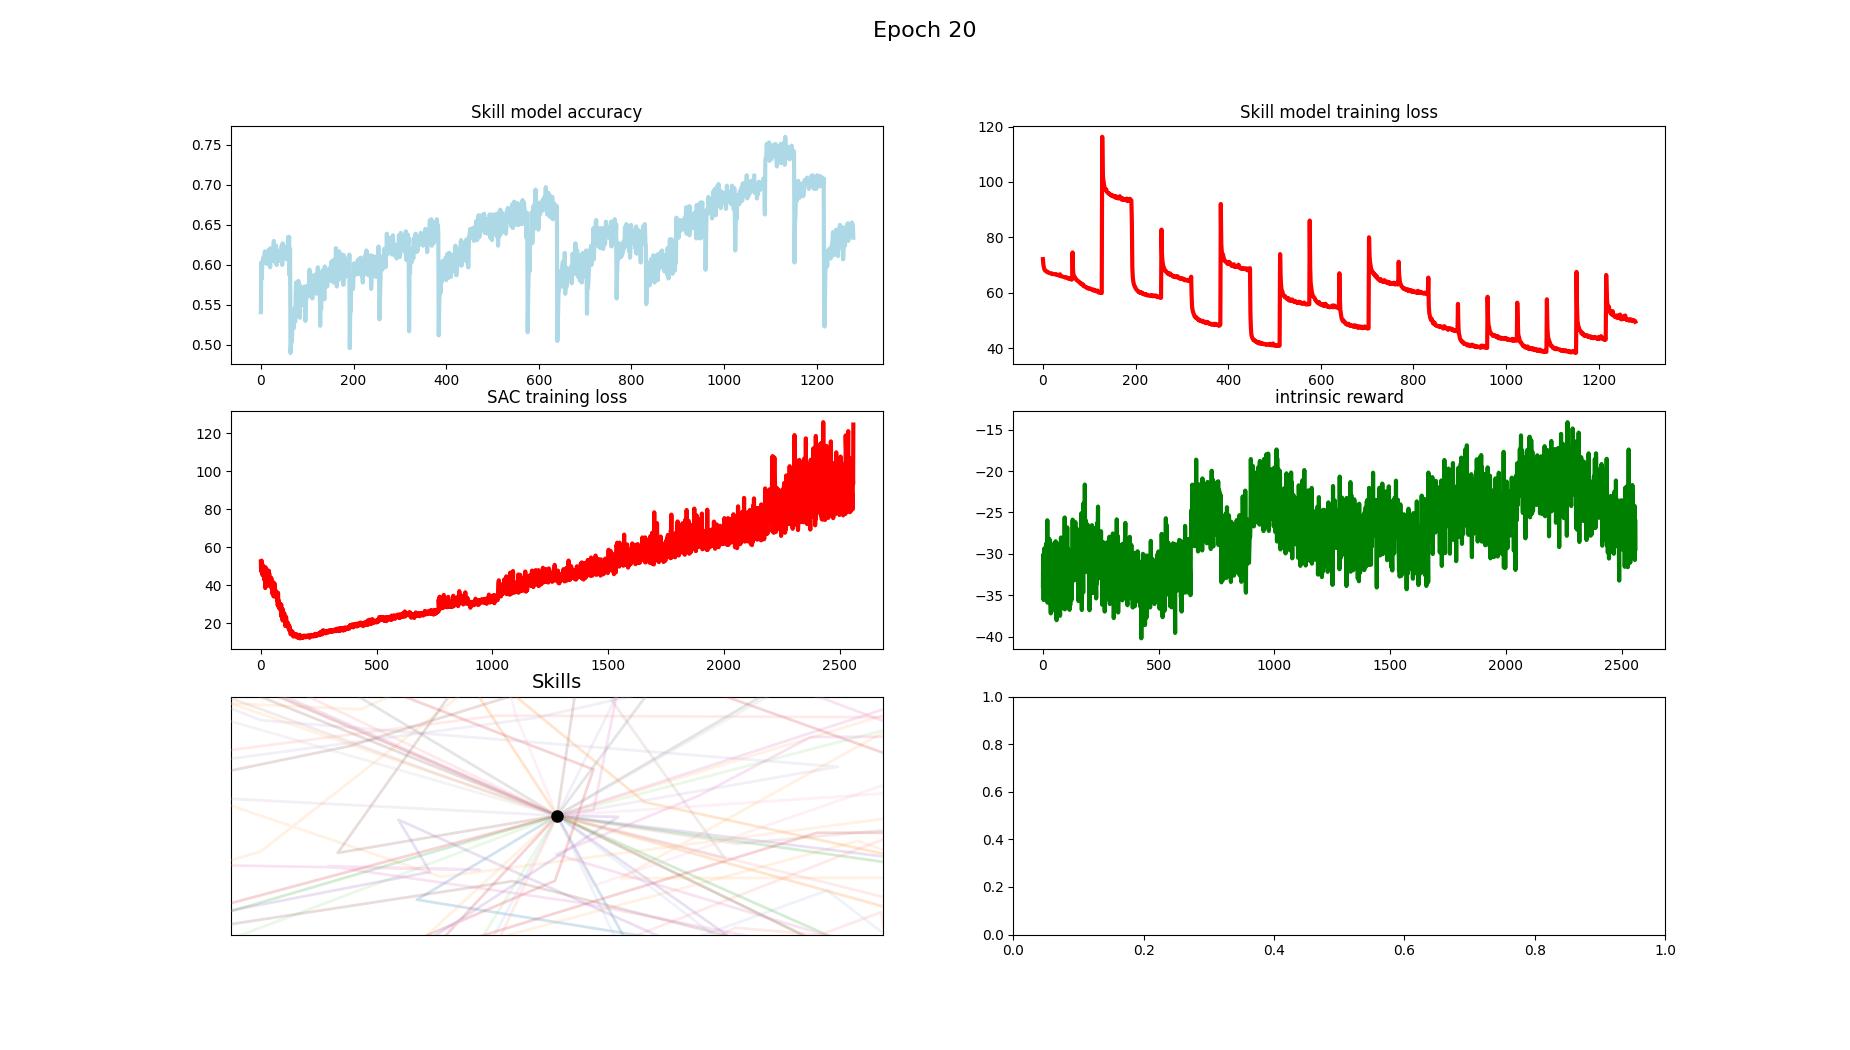 Epoch 20
Skill model accuracy
0.75
0.70
0.65
0.60
0.55
0.50
0 200 400 600 800 1000 1200
Skill model training loss
120
100
80
60
40
0 200 400 600 800 1000 1200
SAC training loss
120
100
80
60
40
20
0 500 1000 1500 2000 2500
intrinsic reward
−15
−20
−25
−30
−35
−40
0 500 1000 1500 2000 2500
Skills
1.0
0.8
0.6
0.4
0.2
0.0
0.0 0.2 0.4 0.6 0.8 1.0